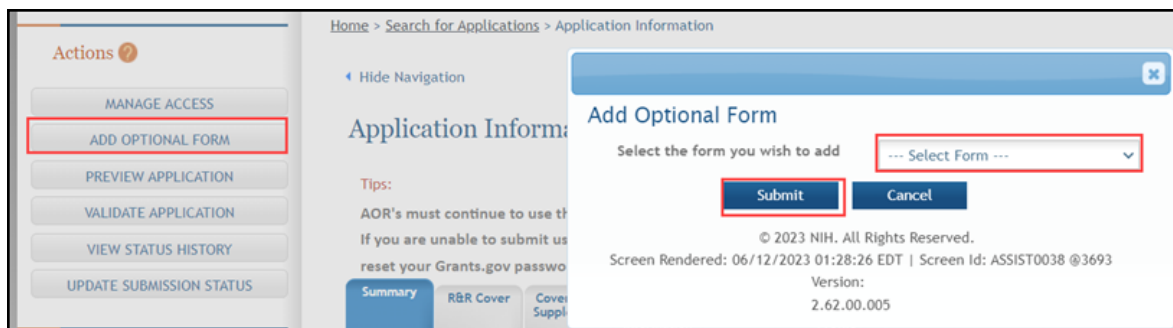 Home > Search for Applications > Application Information
Actions ?
Hide Navigation
MANAGE ACCESS
ADD OPTIONAL FORM
PREVIEW APPLICATION
VALIDATE APPLICATION
VIEW STATUS HISTORY
UPDATE SUBMISSION STATUS
Application Informa
Tips:
AOR's must continue to use th
If you are unable to submit us
reset your Grants.gov passwo
Summary
R&R Cover
Cover
Suppl
Add Optional Form
Select the form you wish to add
--- Select Form ---
Submit
Cancel
© 2023 NIH. All Rights Reserved.
Screen Rendered: 06/12/2023 01:28:26 EDT | Screen Id: ASSIST0038 @3693
Version:
2.62.00.005